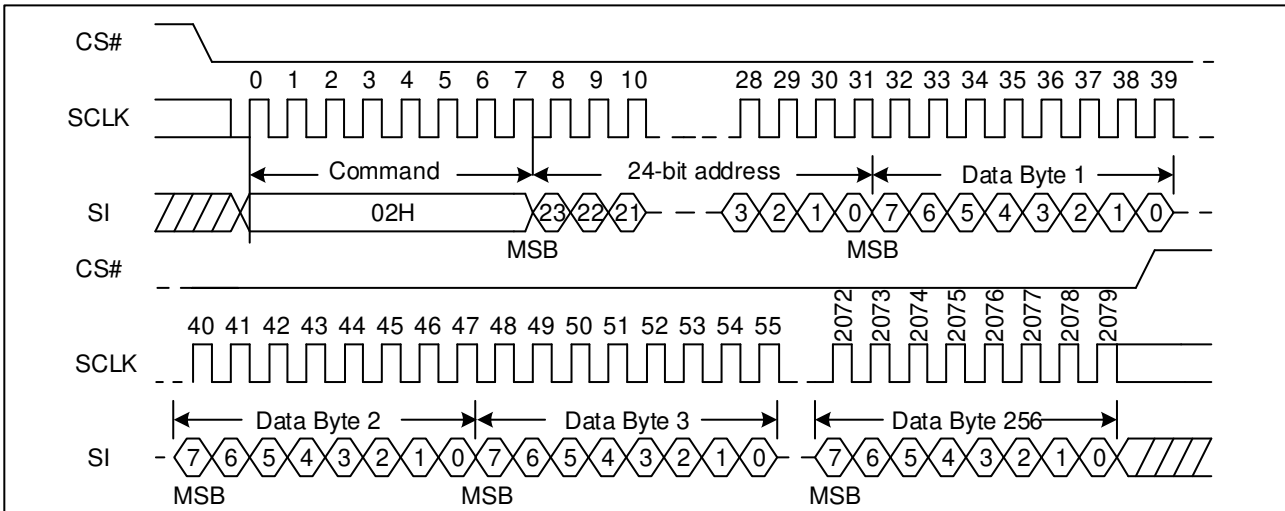 CS#
0 1 2 3 4 5 6 7 8 9 10 28 29 30 31 32 33 34 35 36 37 38 39
SCLK
Command 24-bit address Data Byte 1
SI 02H 23 22 21 3 2 1 0 7 6 5 4 3 2 1 0
MSB MSB
CS#
2072 2073 2074 2075 2076 2077 2078 2079
40 41 42 43 44 45 46 47 48 49 50 51 52 53 54 55
SCLK
Data Byte 2 Data Byte 3 Data Byte 256
SI 7 6 5 4 3 2 1 0 7 6 5 4 3 2 1 0 7 6 5 4 3 2 1 0
MSB MSB MSB